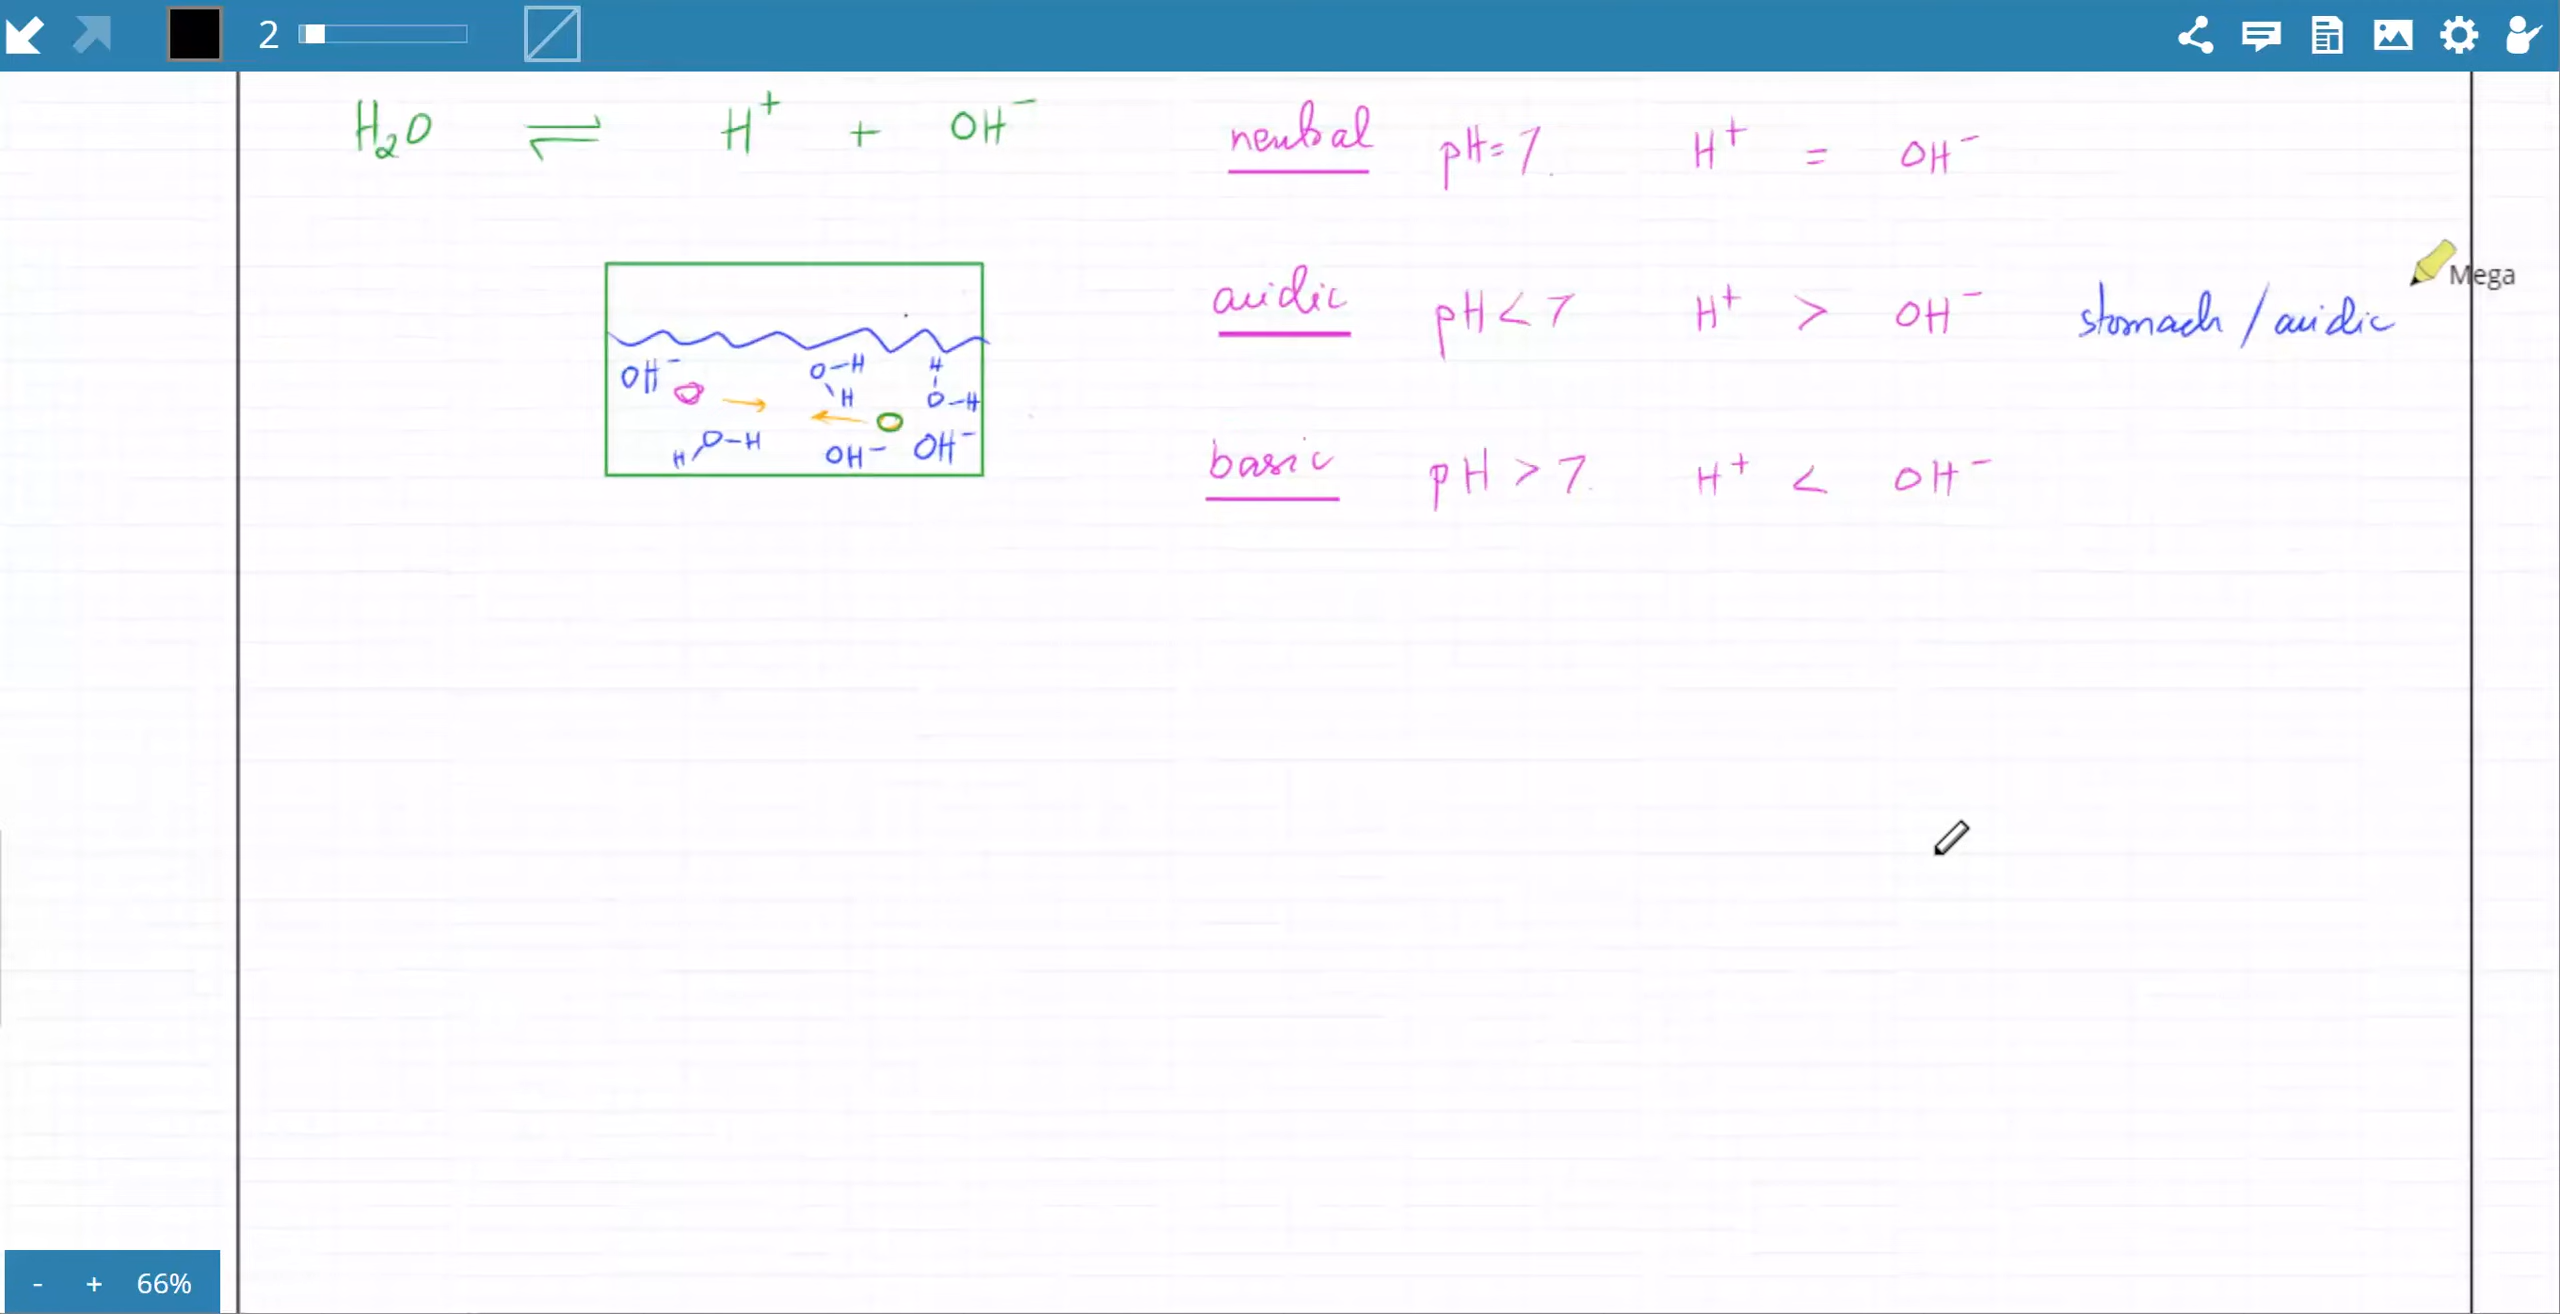 2
H₂O ⇌ H⁺ + OH⁻
neutral pH = 7. H⁺ = OH⁻
acidic pH < 7 H⁺ > OH⁻ stomach / acidic
Mega
basic pH > 7. H⁺ < OH⁻
OH⁻
O-H
H
H
O-H
H O-H
OH⁻ OH⁻
- + 66%